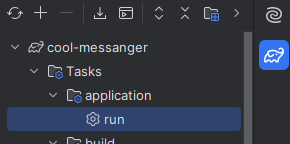 cool-messanger
Tasks
application
run
build